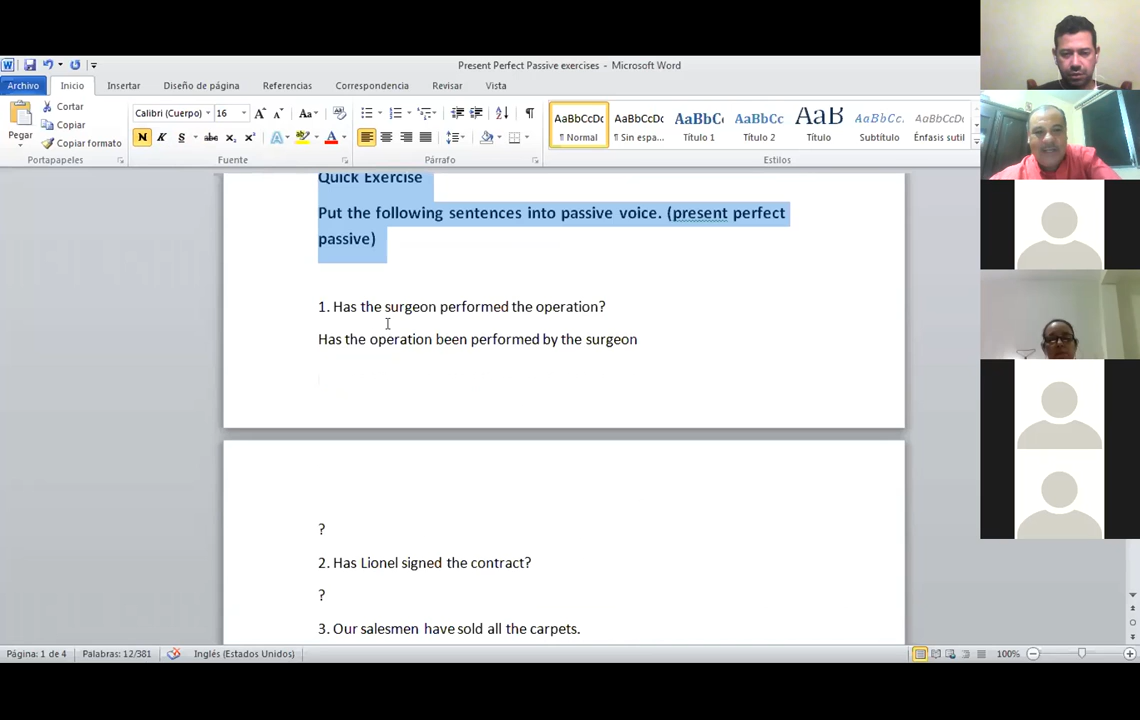 Present Perfect Passive exercises - Microsoft Word
Archivo Inicio Insertar Diseño de página Referencias Correspondencia Revisar Vista
Cortar
Copiar
Copiar formato
Pegar
Portapapeles
Calibri (Cuerpo) 16
Fuente
Párrafo
AaBbCcDc AaBbCcDc AaBbC AaBbCc AaB AaBbCc. AaBbCcDc
¶ Normal ¶ Sin espa... Título 1 Título 2 Título Subtítulo Énfasis sutil
Estilos
Quick Exercise
Put the following sentences into passive voice. (present perfect
passive)
1. Has the surgeon performed the operation?
Has the operation been performed by the surgeon
?
2. Has Lionel signed the contract?
?
3. Our salesmen have sold all the carpets.
Página: 1 de 4 Palabras: 12/381 Inglés (Estados Unidos) 100%